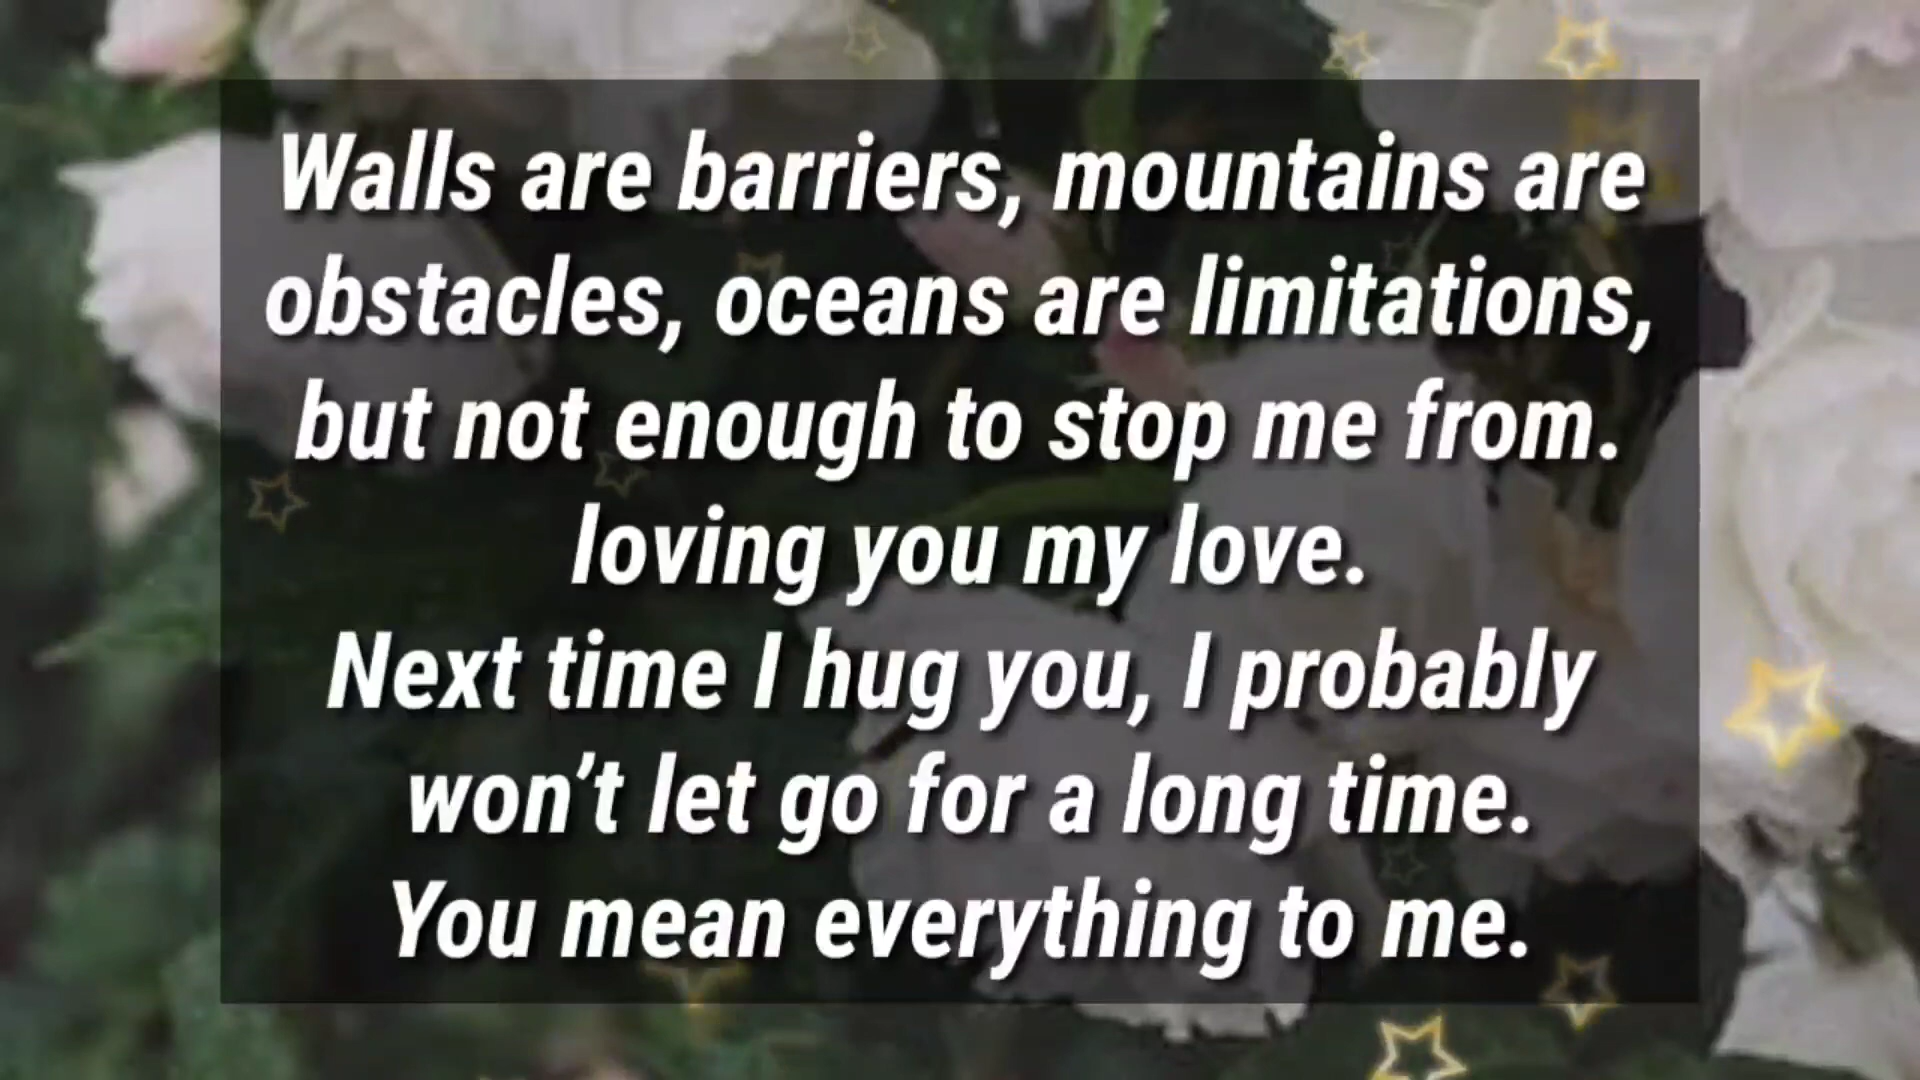 Walls are barriers, mountains are
obstacles, oceans are limitations,
but not enough to stop me from.
loving you my love.
Next time I hug you, I probably
won’t let go for a long time.
You mean everything to me.